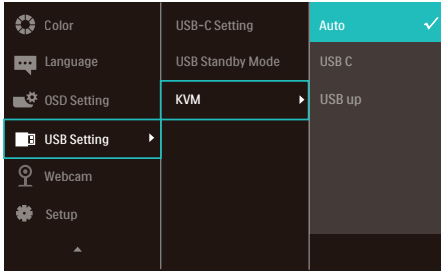 Color
Language
OSD Setting
USB Setting
Webcam
Setup
USB-C Setting
USB Standby Mode
KVM
Auto
USB C
USB up